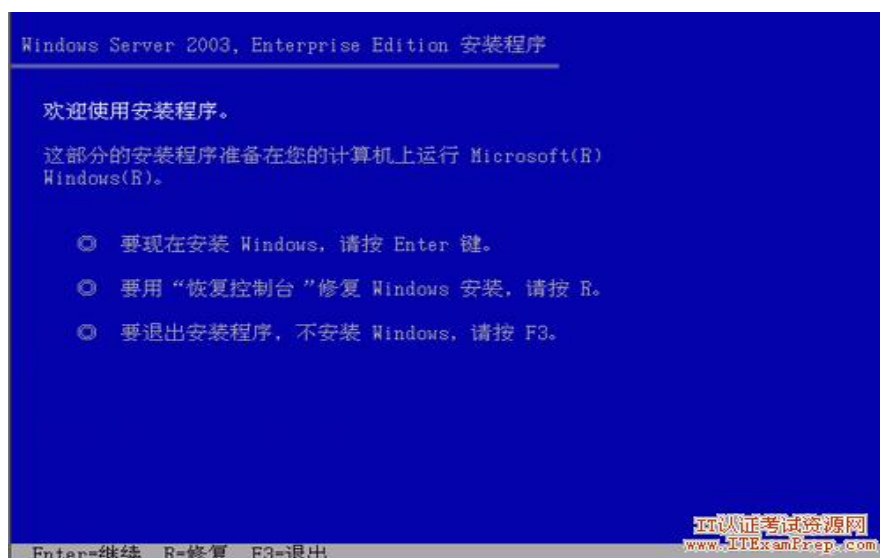 Windows Server 2003, Enterprise Edition 安装程序
欢迎使用安装程序。
这部分的安装程序准备在您的计算机上运行 Microsoft(R)
Windows(R)。
◎ 要现在安装 Windows,请按 Enter 键。
◎ 要用“恢复控制台”修复 Windows 安装,请按 R。
◎ 要退出安装程序,不安装 Windows,请按 F3。
Enter=继续 R=修复 F3=退出
IT认证考试资源网
www.ITExamPrep.com